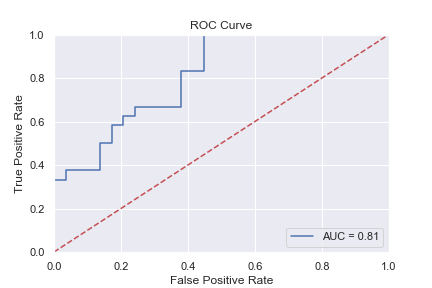 ROC Curve
1.0
0.8
0.6
0.4
0.2
0.0
True Positive Rate
AUC = 0.81
0.0 0.2 0.4 0.6 0.8 1.0
False Positive Rate